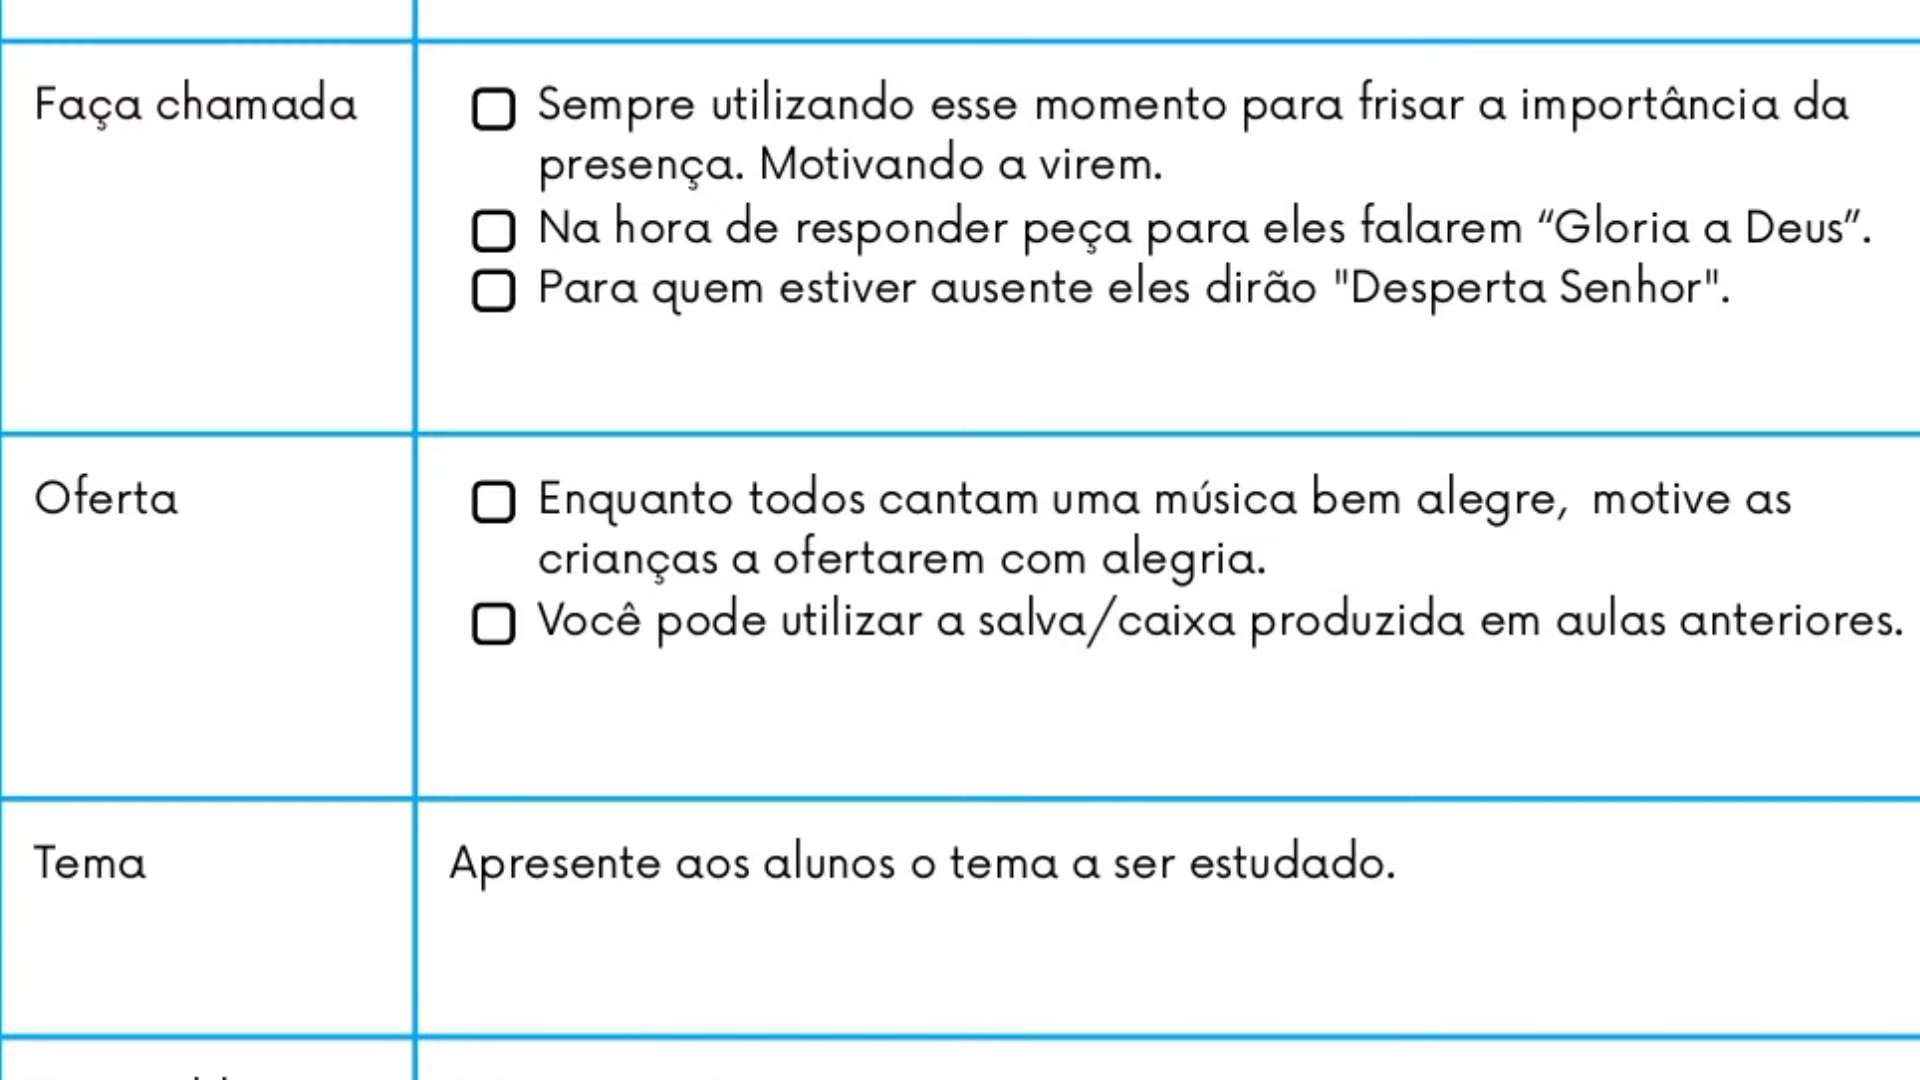 Faça chamada
Sempre utilizando esse momento para frisar a importância da
presença. Motivando a virem.
Na hora de responder peça para eles falarem “Gloria a Deus”.
Para quem estiver ausente eles dirão "Desperta Senhor".
Oferta
Enquanto todos cantam uma música bem alegre,  motive as
crianças a ofertarem com alegria.
Você pode utilizar a salva/caixa produzida em aulas anteriores.
Tema
Apresente aos alunos o tema a ser estudado.